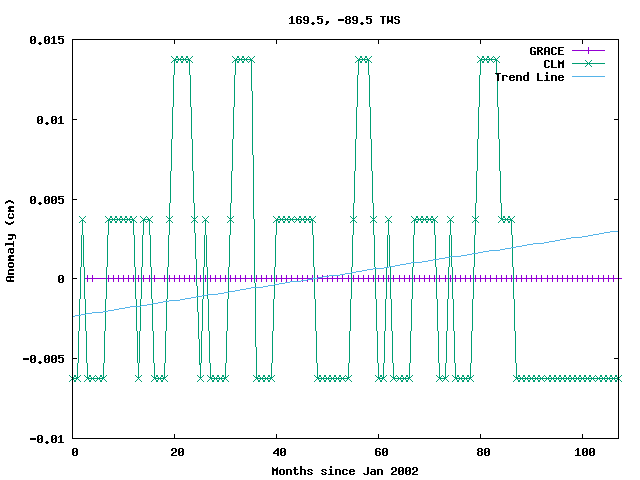 169.5, -89.5 TWS
0.015
0.01
0.005
0
-0.005
-0.01
Anomaly (cm)
GRACE
CLM
Trend Line
0 20 40 60 80 100
Months since Jan 2002